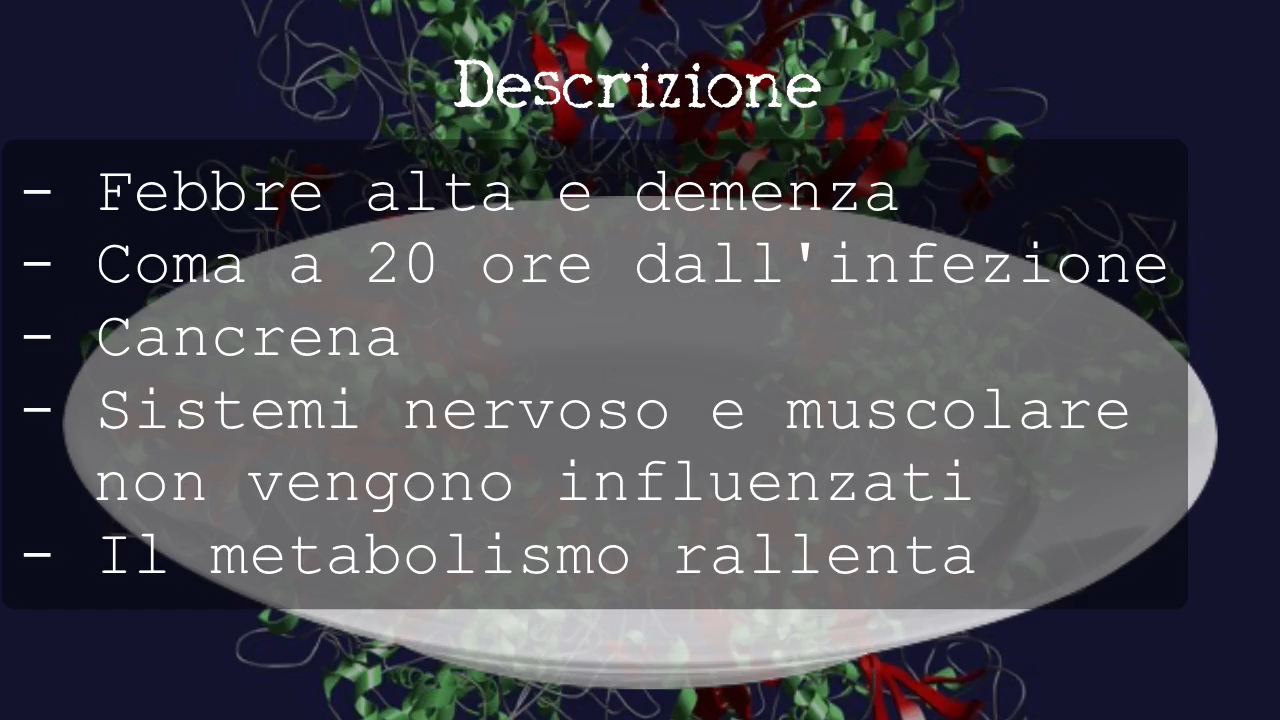 Descrizione
- Febbre alta e demenza
- Coma a 20 ore dall'infezione
- Cancrena
- Sistemi nervoso e muscolare
non vengono influenzati
- Il metabolismo rallenta